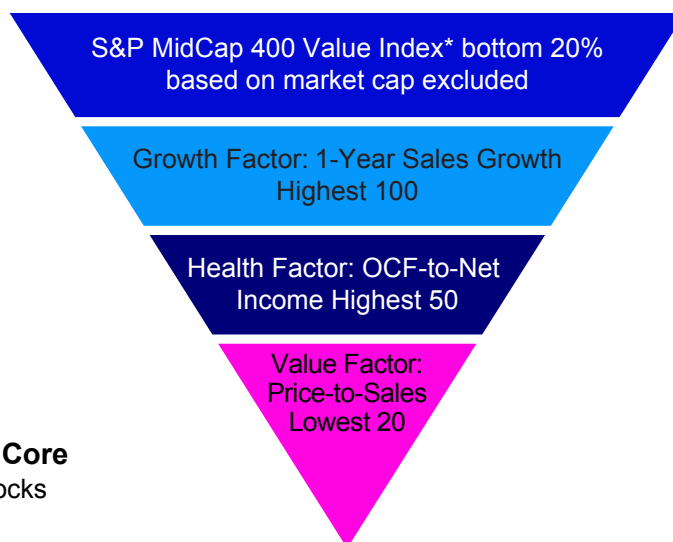 S&P MidCap 400 Value Index* bottom 20%
based on market cap excluded
Growth Factor: 1-Year Sales Growth
Highest 100
Health Factor: OCF-to-Net
Income Highest 50
Value Factor:
Price-to-Sales
Lowest 20
Core
ocks